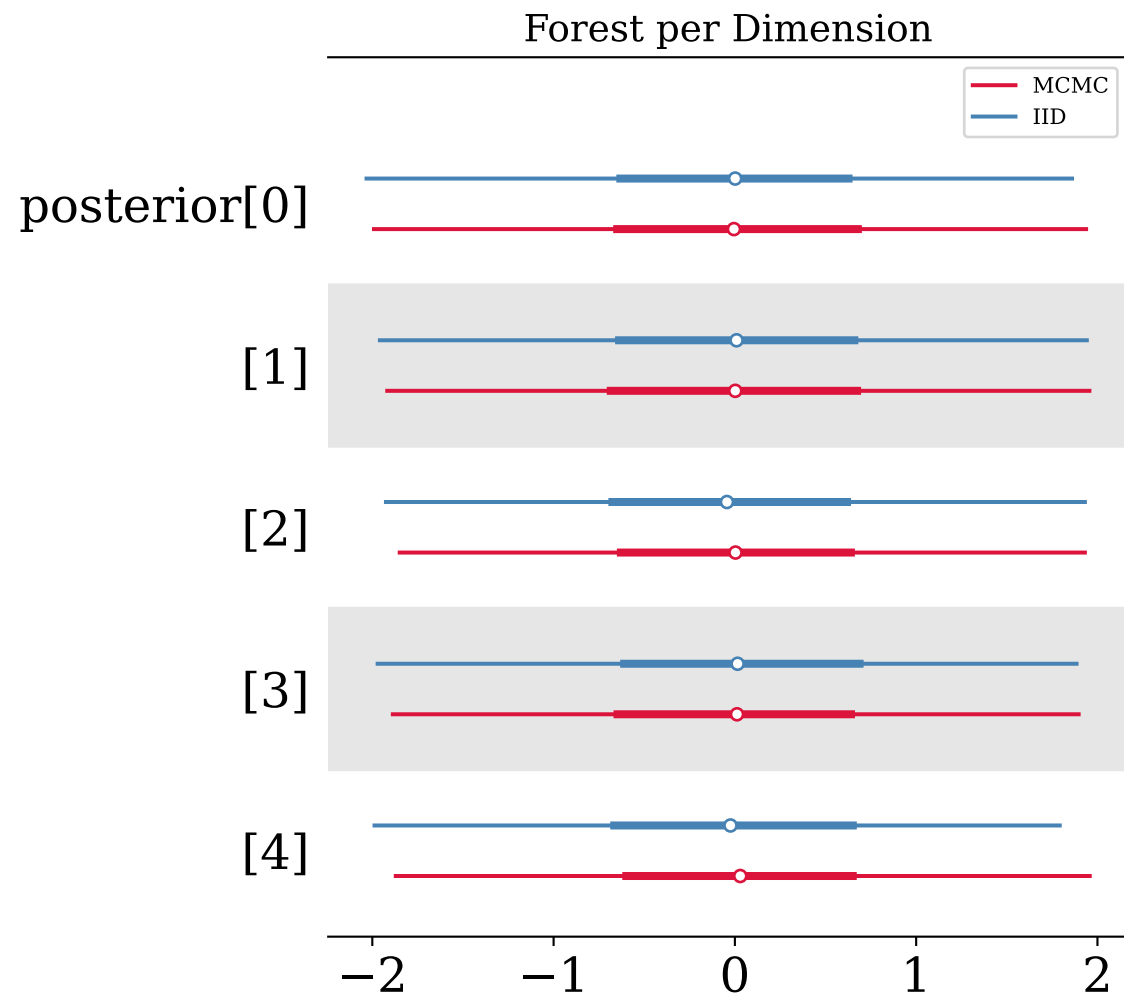 Forest per Dimension
MCMC
IID
posterior[0]
[1]
[2]
[3]
[4]
−2 −1 0 1 2